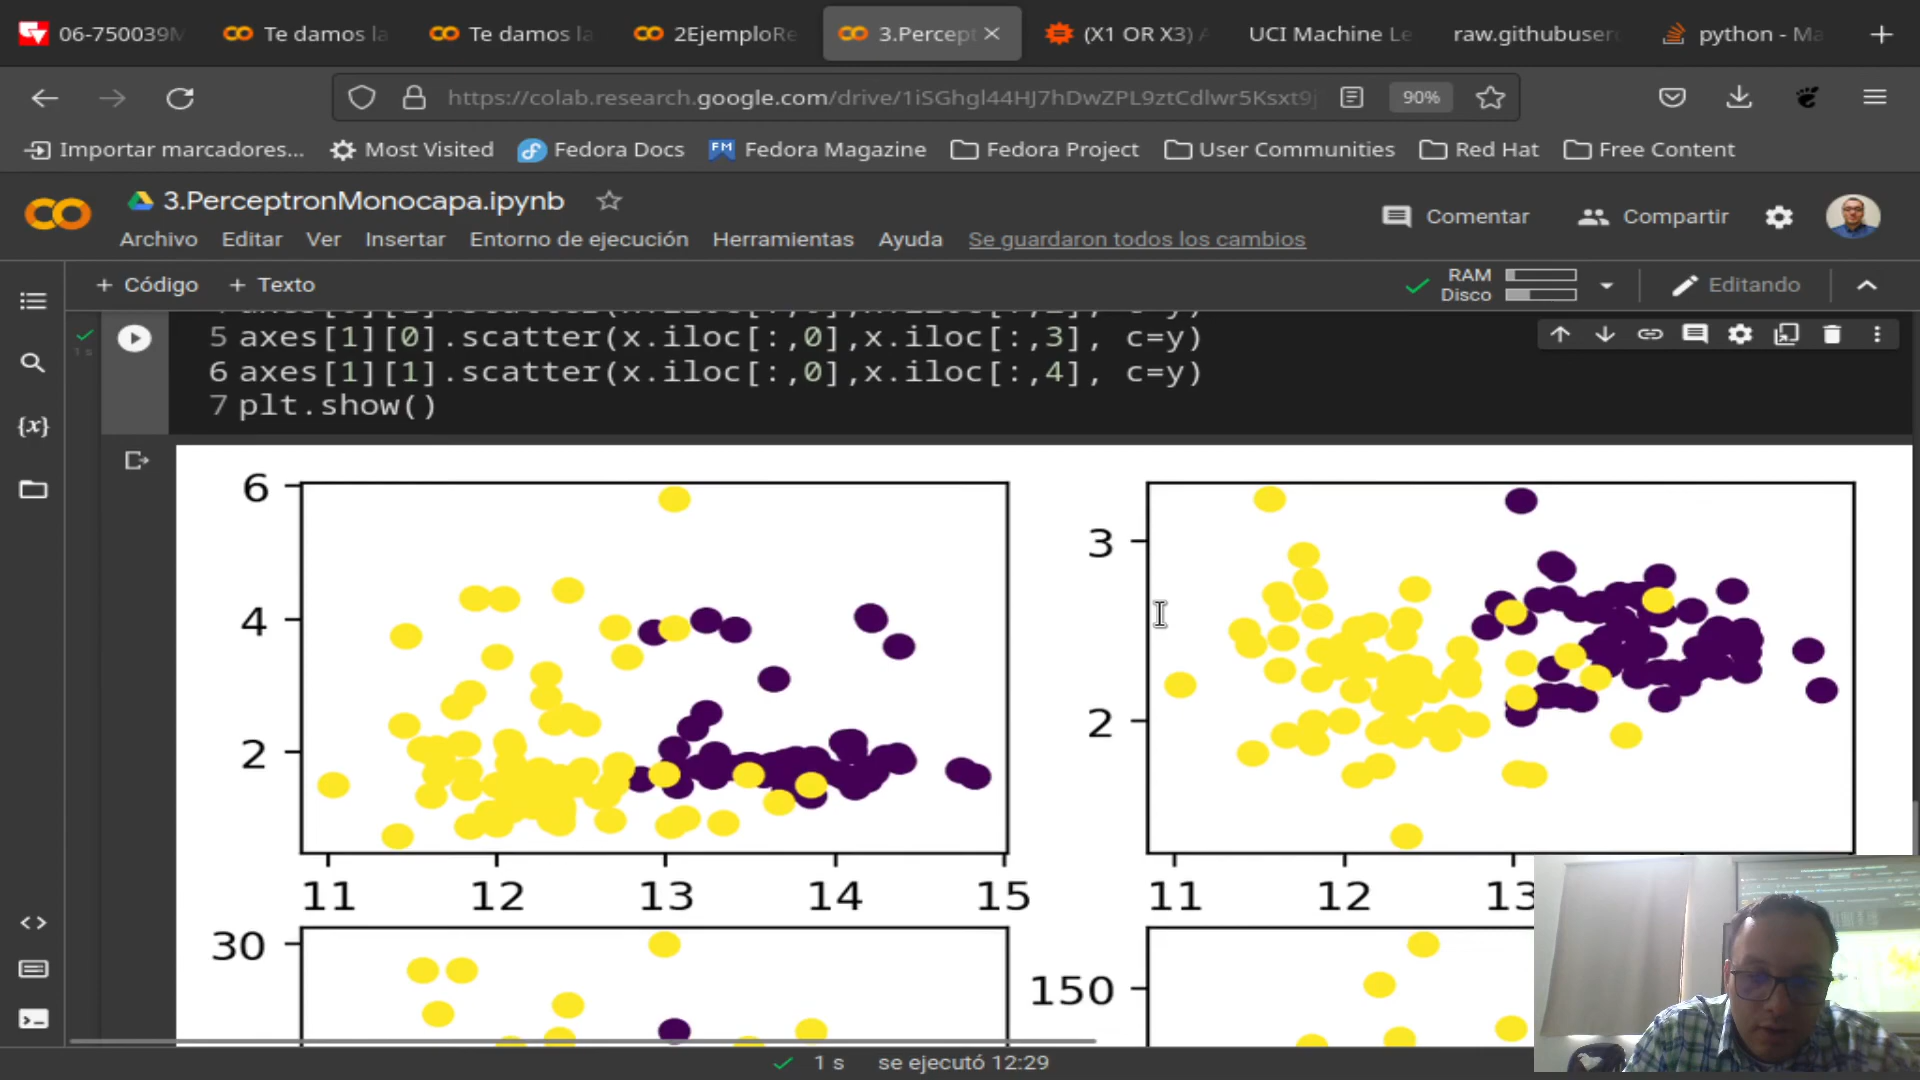 06-750039M
Te damos la
Te damos la
2EjemploRe
3.Percept
(X1 OR X3) A
UCI Machine Le
raw.githubuserc
python - Ma
https://colab.research.google.com/drive/1iSGhgl44HJ7hDwZPL9ztCdlwr5Ksxt9j
90%
Importar marcadores...
Most Visited
Fedora Docs
FM
Fedora Magazine
Fedora Project
User Communities
Red Hat
Free Content
3.PerceptronMonocapa.ipynb
Comentar
Compartir
Archivo
Editar
Ver
Insertar
Entorno de ejecución
Herramientas
Ayuda
Se guardaron todos los cambios
+ Código
+ Texto
RAM
Disco
Editando
1 s
5 axes[1][0].scatter(x.iloc[:,0],x.iloc[:,3], c=y)
6 axes[1][1].scatter(x.iloc[:,0],x.iloc[:,4], c=y)
7 plt.show()
{x}
6
4
2
11 12 13 14 15
3
2
11 12 13
30
150
1 s se ejecutó 12:29